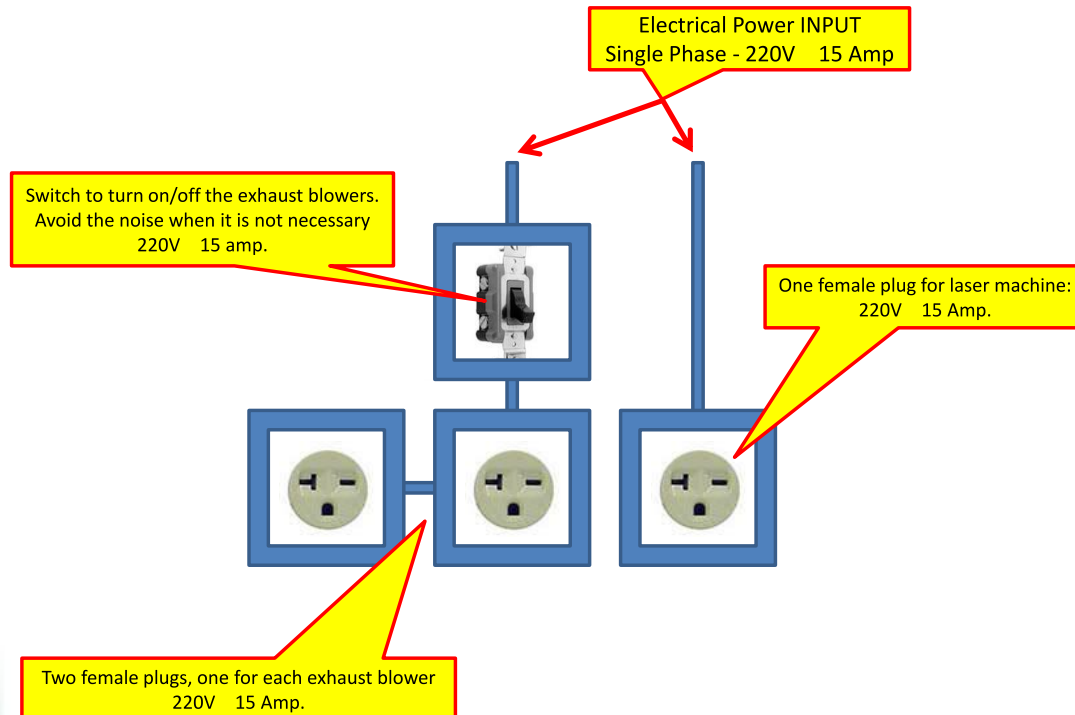 Electrical Power INPUT
Single Phase - 220V 15 Amp
Switch to turn on/off the exhaust blowers.
Avoid the noise when it is not necessary
220V 15 amp.
One female plug for laser machine:
220V 15 Amp.
Two female plugs, one for each exhaust blower
220V 15 Amp.